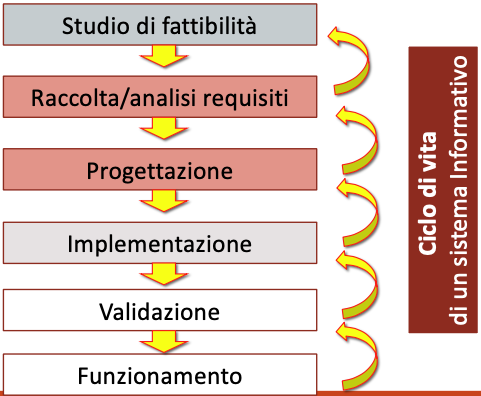 Studio di fattibilità
Raccolta/analisi requisiti
Progettazione
Implementazione
Validazione
Funzionamento
Ciclo di vita
di un sistema Informativo